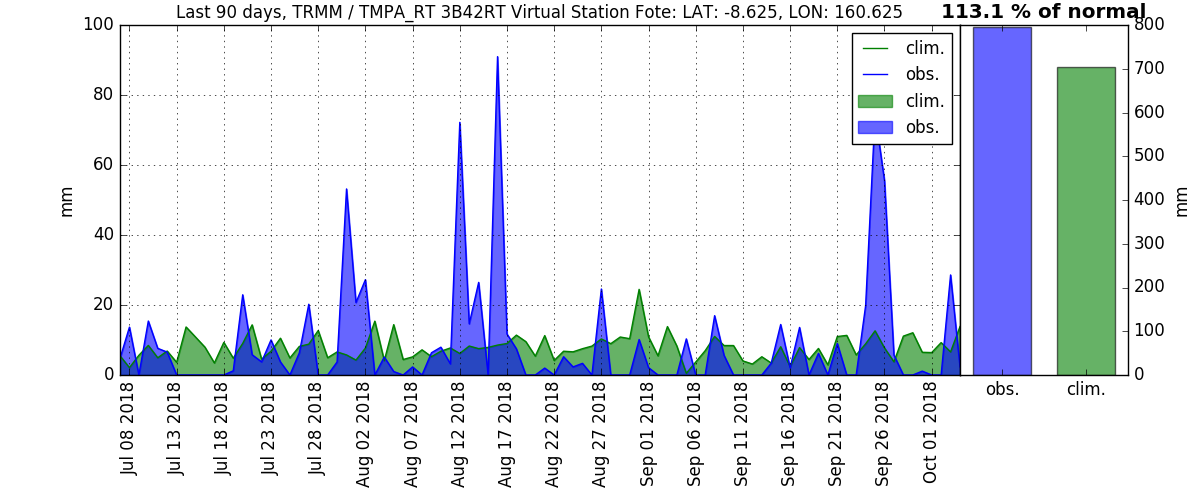 Last 90 days, TRMM / TMPA_RT 3B42RT Virtual Station Fote: LAT: -8.625, LON: 160.625
113.1 % of normal
100
80
60
40
20
0
mm
clim.
obs.
clim.
obs.
800
700
600
500
400
300
200
100
0
mm
Jul 08 2018
Jul 13 2018
Jul 18 2018
Jul 23 2018
Jul 28 2018
Aug 02 2018
Aug 07 2018
Aug 12 2018
Aug 17 2018
Aug 22 2018
Aug 27 2018
Sep 01 2018
Sep 06 2018
Sep 11 2018
Sep 16 2018
Sep 21 2018
Sep 26 2018
Oct 01 2018
obs.
clim.